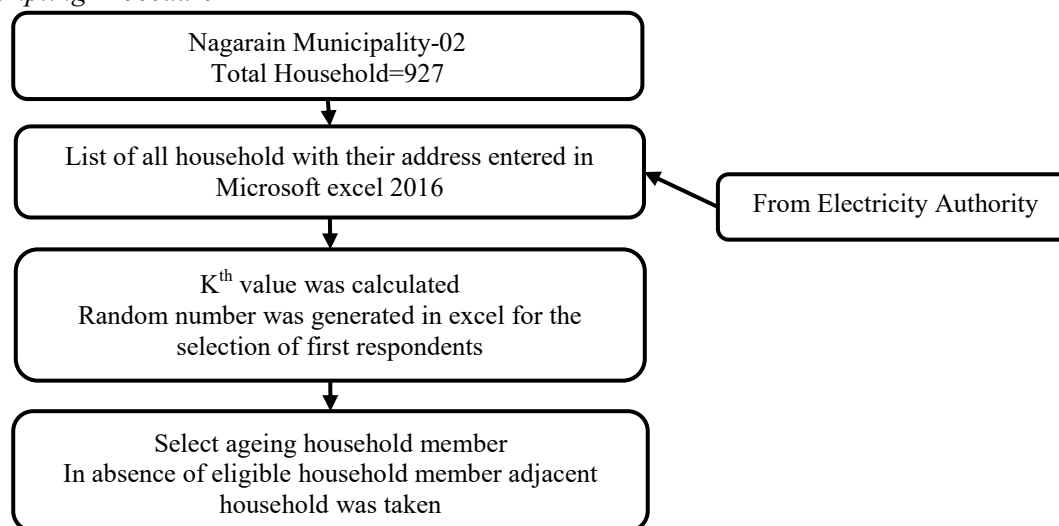 Nagarain Municipality-02
Total Household=927
List of all household with their address entered in
Microsoft excel 2016
From Electricity Authority
Kth value was calculated
Random number was generated in excel for the
selection of first respondents
Select ageing household member
In absence of eligible household member adjacent
household was taken